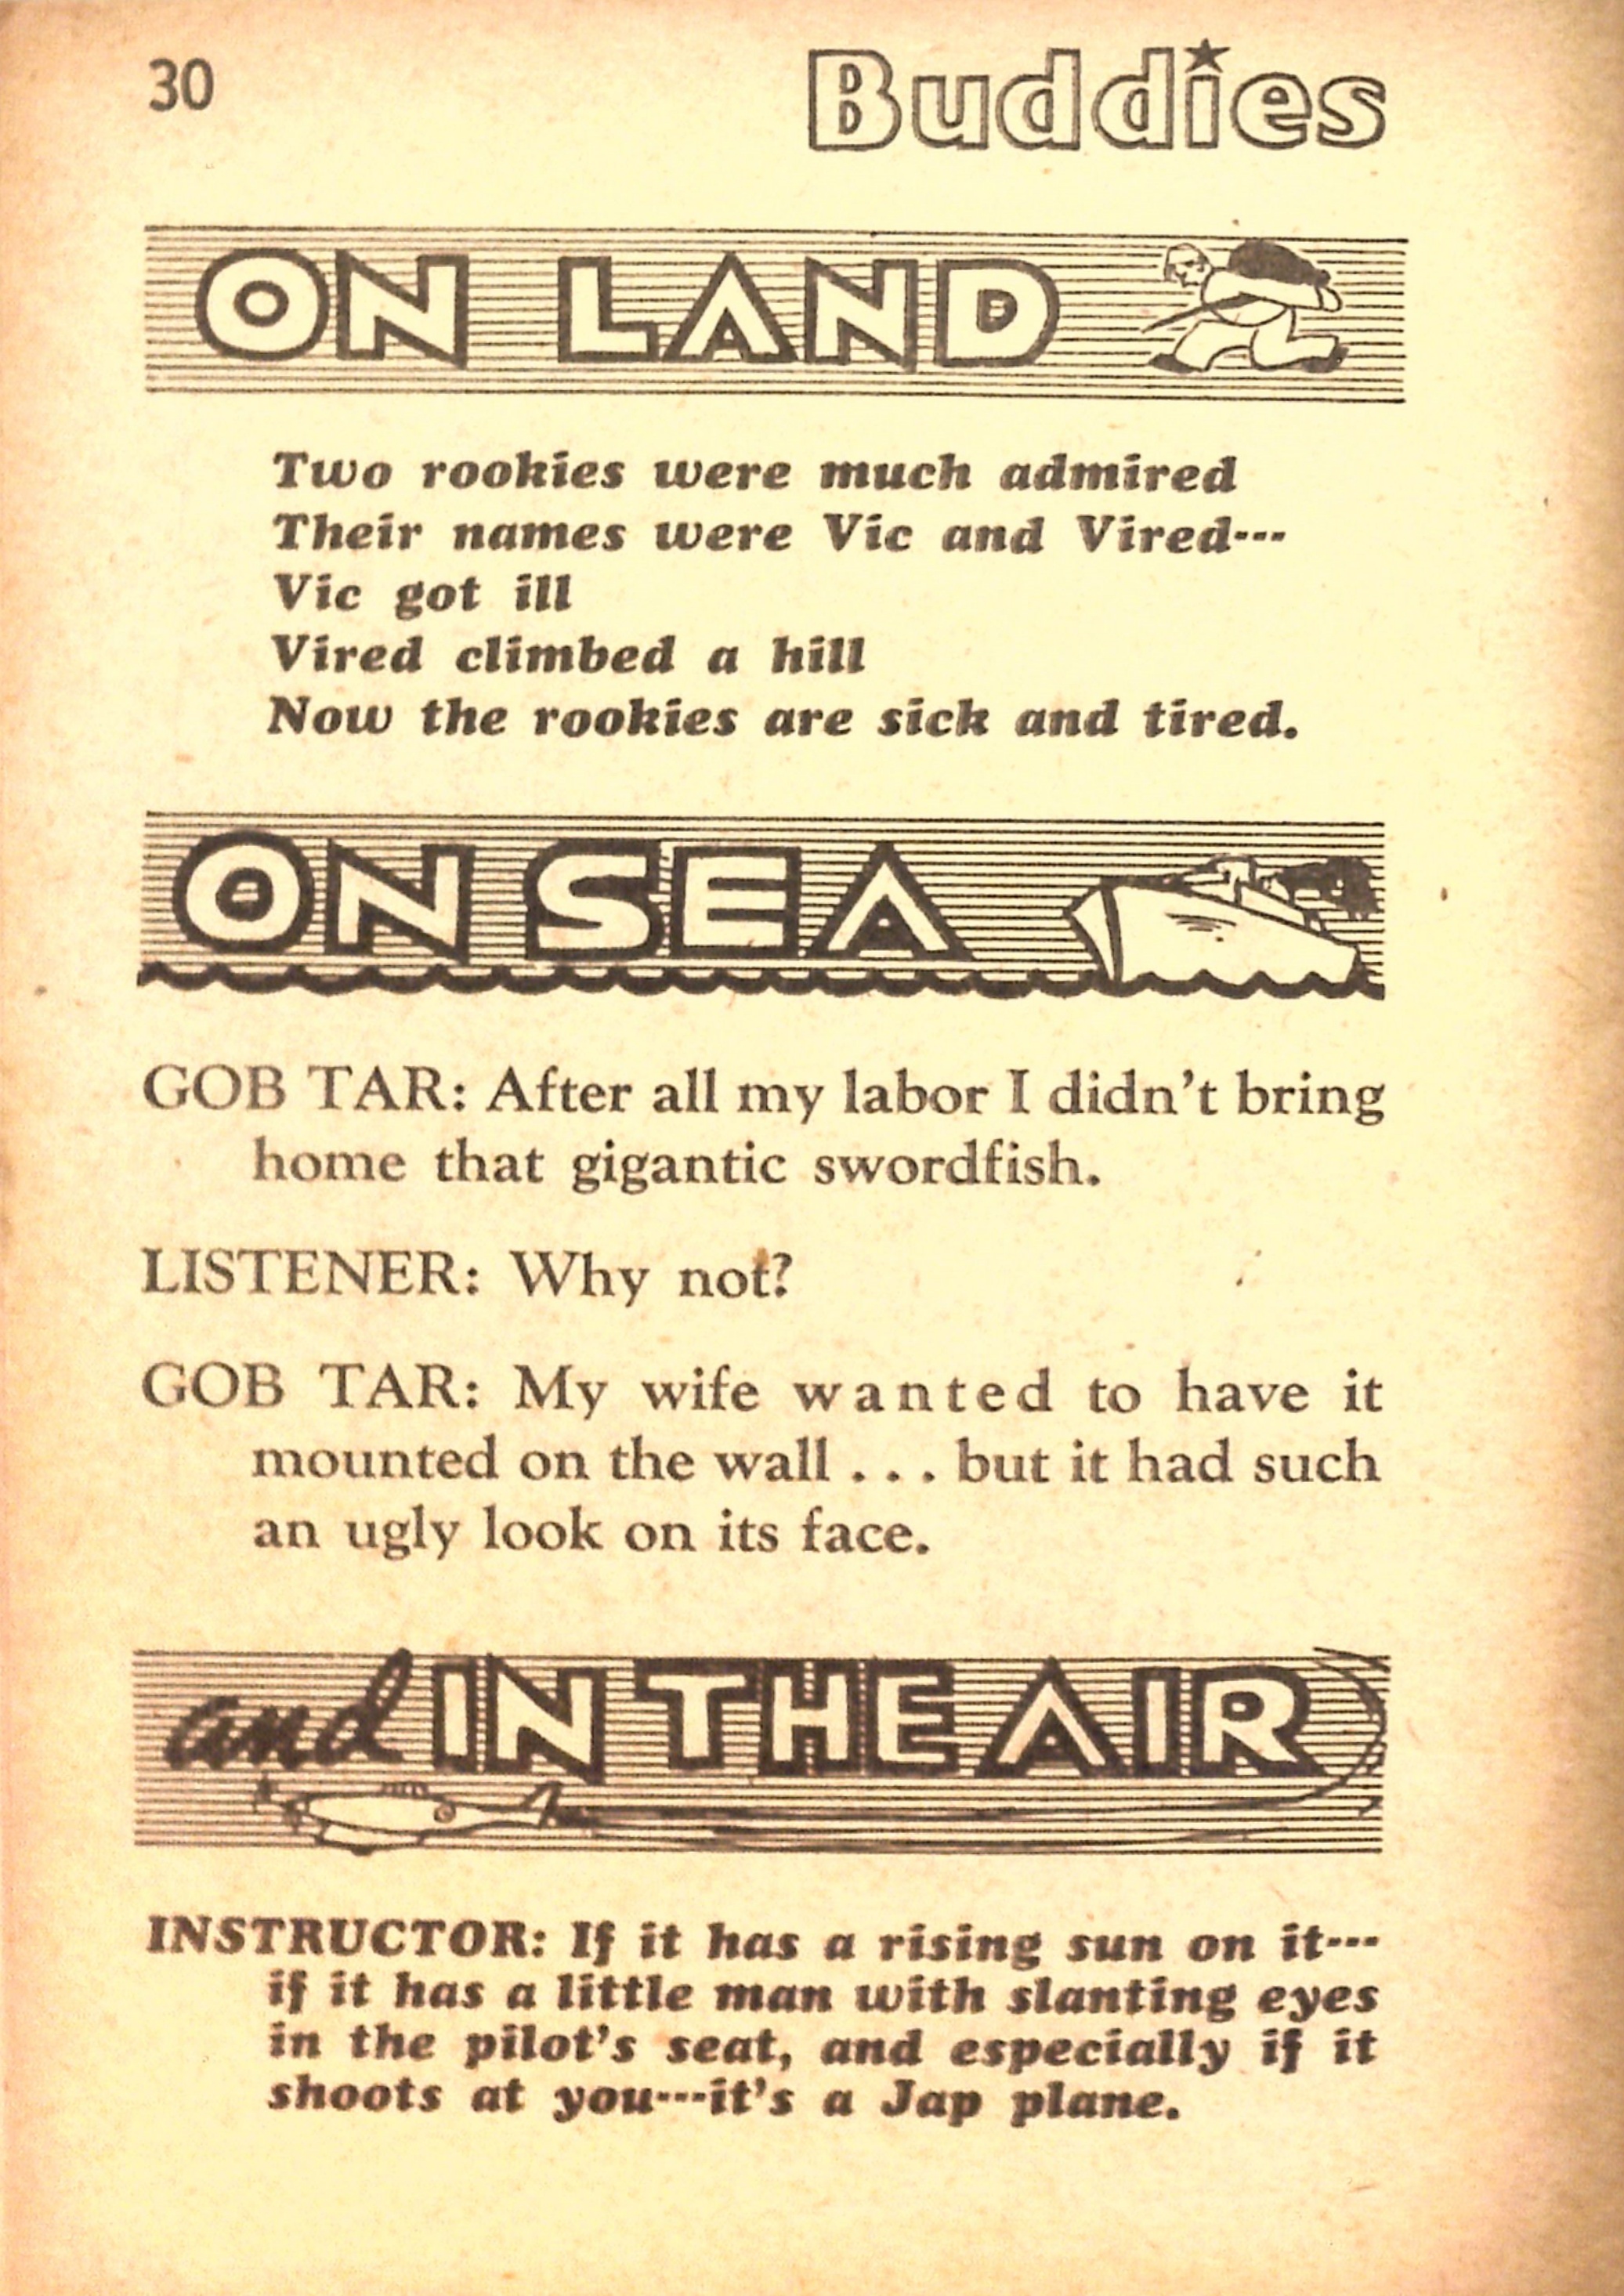 30
Buddies
ON LAND
Two rookies were much admired
Their names were Vic and Vired---
Vic got ill
Vired climbed a hill
Now the rookies are sick and tired.
ON SEA
GOB TAR: After all my labor I didn't bring
home that gigantic swordfish.
LISTENER: Why not?
GOB TAR: My wife wanted to have it
mounted on the wall . . . but it had such
an ugly look on its face.
and IN THE AIR
INSTRUCTOR: If it has a rising sun on it---
if it has a little man with slanting eyes
in the pilot's seat, and especially if it
shoots at you---it's a Jap plane.